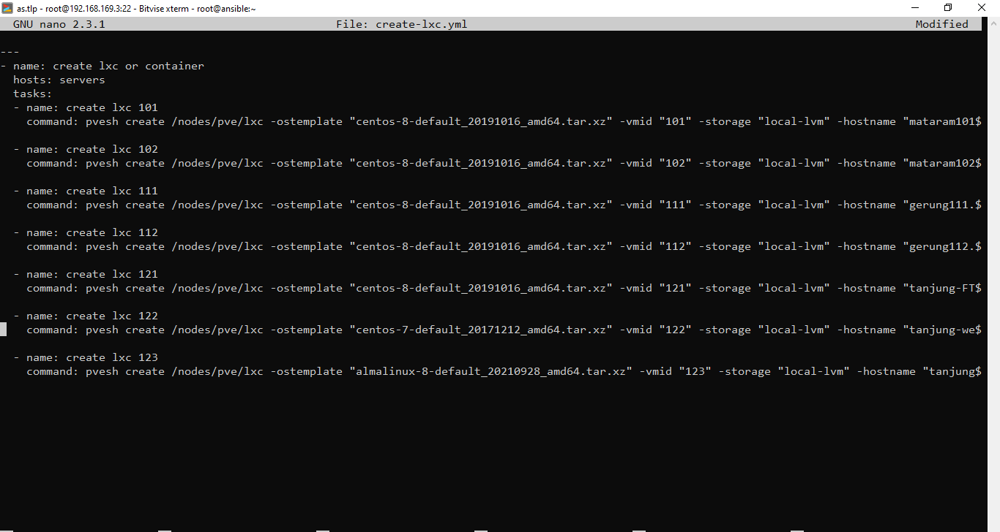 as.tlp - root@192.168.169.3:22 - Bitvise xterm - root@ansible:~
GNU nano 2.3.1 File: create-lxc.yml Modified
---
- name: create lxc or container
  hosts: servers
  tasks:
  - name: create lxc 101
    command: pvesh create /nodes/pve/lxc -ostemplate "centos-8-default_20191016_amd64.tar.xz" -vmid "101" -storage "local-lvm" -hostname "mataram101$
  - name: create lxc 102
    command: pvesh create /nodes/pve/lxc -ostemplate "centos-8-default_20191016_amd64.tar.xz" -vmid "102" -storage "local-lvm" -hostname "mataram102$
  - name: create lxc 111
    command: pvesh create /nodes/pve/lxc -ostemplate "centos-8-default_20191016_amd64.tar.xz" -vmid "111" -storage "local-lvm" -hostname "gerung111.$
  - name: create lxc 112
    command: pvesh create /nodes/pve/lxc -ostemplate "centos-8-default_20191016_amd64.tar.xz" -vmid "112" -storage "local-lvm" -hostname "gerung112.$
  - name: create lxc 121
    command: pvesh create /nodes/pve/lxc -ostemplate "centos-8-default_20191016_amd64.tar.xz" -vmid "121" -storage "local-lvm" -hostname "tanjung-FT$
  - name: create lxc 122
    command: pvesh create /nodes/pve/lxc -ostemplate "centos-7-default_20171212_amd64.tar.xz" -vmid "122" -storage "local-lvm" -hostname "tanjung-we$
  - name: create lxc 123
    command: pvesh create /nodes/pve/lxc -ostemplate "almalinux-8-default_20210928_amd64.tar.xz" -vmid "123" -storage "local-lvm" -hostname "tanjung$